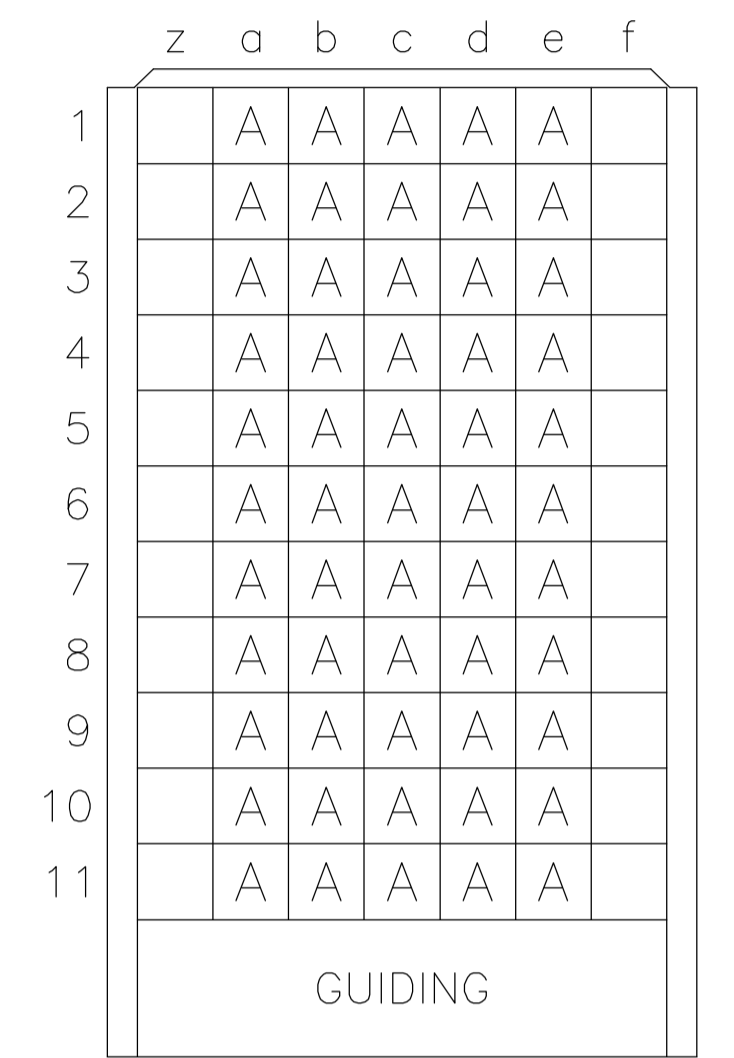 z a b c d e f
1 A A A A A
2 A A A A A
3 A A A A A
4 A A A A A
5 A A A A A
6 A A A A A
7 A A A A A
8 A A A A A
9 A A A A A
10 A A A A A
11 A A A A A
GUIDING